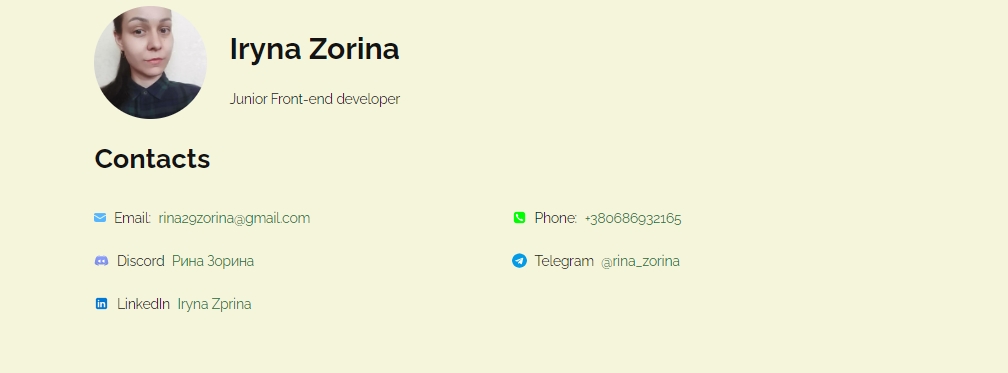 Iryna Zorina
Junior Front-end developer
Contacts
Email: rina29zorina@gmail.com
Phone: +380686932165
Discord Рина Зорина
Telegram @rina_zorina
LinkedIn Iryna Zprina